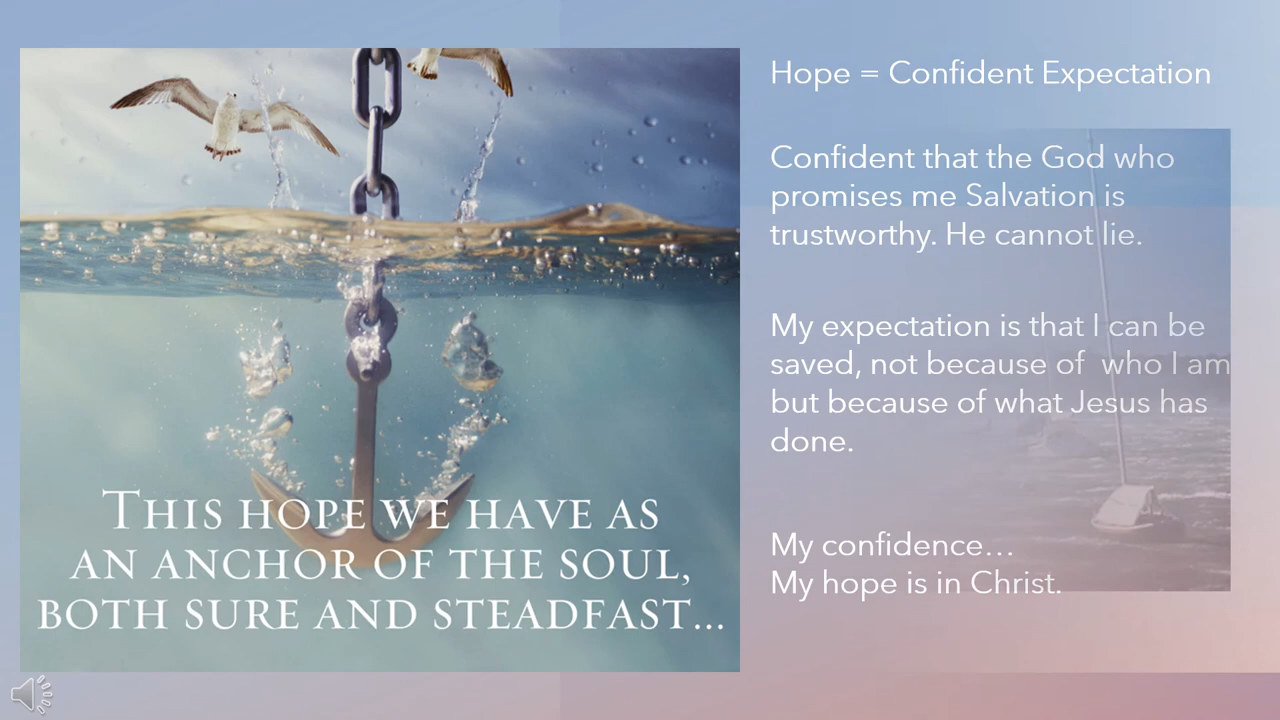 THIS HOPE WE HAVE AS
AN ANCHOR OF THE SOUL,
BOTH SURE AND STEADFAST...
Hope = Confident Expectation
Confident that the God who
promises me Salvation is
trustworthy. He cannot lie.
My expectation is that I can be
saved, not because of  who I am
but because of what Jesus has
done.
My confidence…
My hope is in Christ.